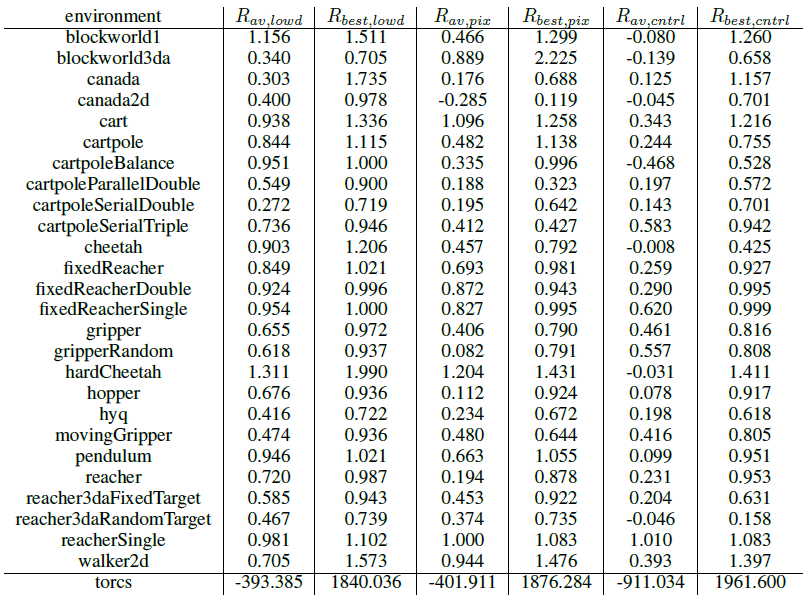 environment R_av,lowd R_best,lowd R_av,pix R_best,pix R_av,cntrl R_best,cntrl
blockworld1 1.156 1.511 0.466 1.299 -0.080 1.260
blockworld3da 0.340 0.705 0.889 2.225 -0.139 0.658
canada 0.303 1.735 0.176 0.688 0.125 1.157
canada2d 0.400 0.978 -0.285 0.119 -0.045 0.701
cart 0.938 1.336 1.096 1.258 0.343 1.216
cartpole 0.844 1.115 0.482 1.138 0.244 0.755
cartpoleBalance 0.951 1.000 0.335 0.996 -0.468 0.528
cartpoleParallelDouble 0.549 0.900 0.188 0.323 0.197 0.572
cartpoleSerialDouble 0.272 0.719 0.195 0.642 0.143 0.701
cartpoleSerialTriple 0.736 0.946 0.412 0.427 0.583 0.942
cheetah 0.903 1.206 0.457 0.792 -0.008 0.425
fixedReacher 0.849 1.021 0.693 0.981 0.259 0.927
fixedReacherDouble 0.924 0.996 0.872 0.943 0.290 0.995
fixedReacherSingle 0.954 1.000 0.827 0.995 0.620 0.999
gripper 0.655 0.972 0.406 0.790 0.461 0.816
gripperRandom 0.618 0.937 0.082 0.791 0.557 0.808
hardCheetah 1.311 1.990 1.204 1.431 -0.031 1.411
hopper 0.676 0.936 0.112 0.924 0.078 0.917
hyq 0.416 0.722 0.234 0.672 0.198 0.618
movingGripper 0.474 0.936 0.480 0.644 0.416 0.805
pendulum 0.946 1.021 0.663 1.055 0.099 0.951
reacher 0.720 0.987 0.194 0.878 0.231 0.953
reacher3daFixedTarget 0.585 0.943 0.453 0.922 0.204 0.631
reacher3daRandomTarget 0.467 0.739 0.374 0.735 -0.046 0.158
reacherSingle 0.981 1.102 1.000 1.083 1.010 1.083
walker2d 0.705 1.573 0.944 1.476 0.393 1.397
torcs -393.385 1840.036 -401.911 1876.284 -911.034 1961.600